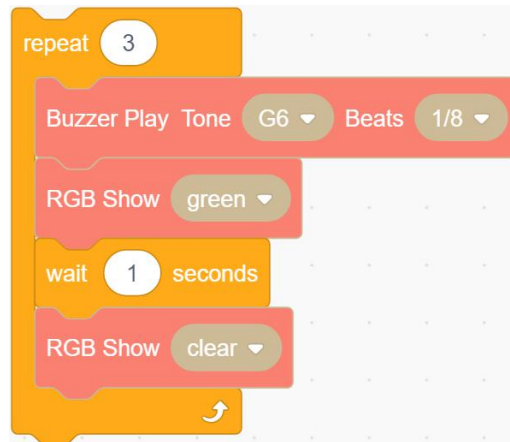 repeat 3
Buzzer Play Tone G6 Beats 1/8
RGB Show green
wait 1 seconds
RGB Show clear